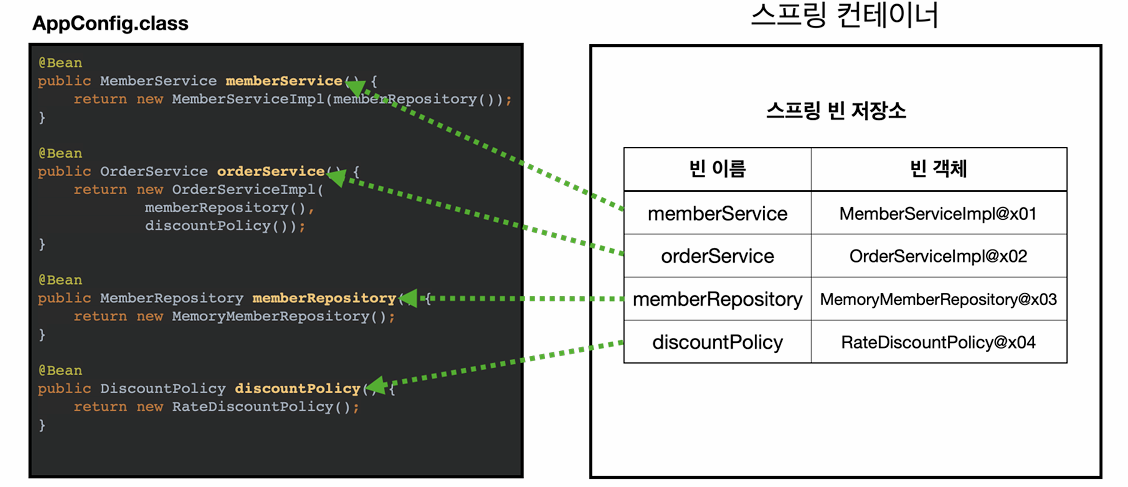 AppConfig.class
@Bean
public MemberService memberService() {
    return new MemberServiceImpl(memberRepository());
}
@Bean
public OrderService orderService() {
    return new OrderServiceImpl(
            memberRepository(),
            discountPolicy());
}
@Bean
public MemberRepository memberRepository() {
    return new MemoryMemberRepository();
}
@Bean
public DiscountPolicy discountPolicy() {
    return new RateDiscountPolicy();
}
스프링 컨테이너
스프링 빈 저장소
빈 이름 빈 객체
memberService MemberServiceImpl@x01
orderService OrderServiceImpl@x02
memberRepository MemoryMemberRepository@x03
discountPolicy RateDiscountPolicy@x04